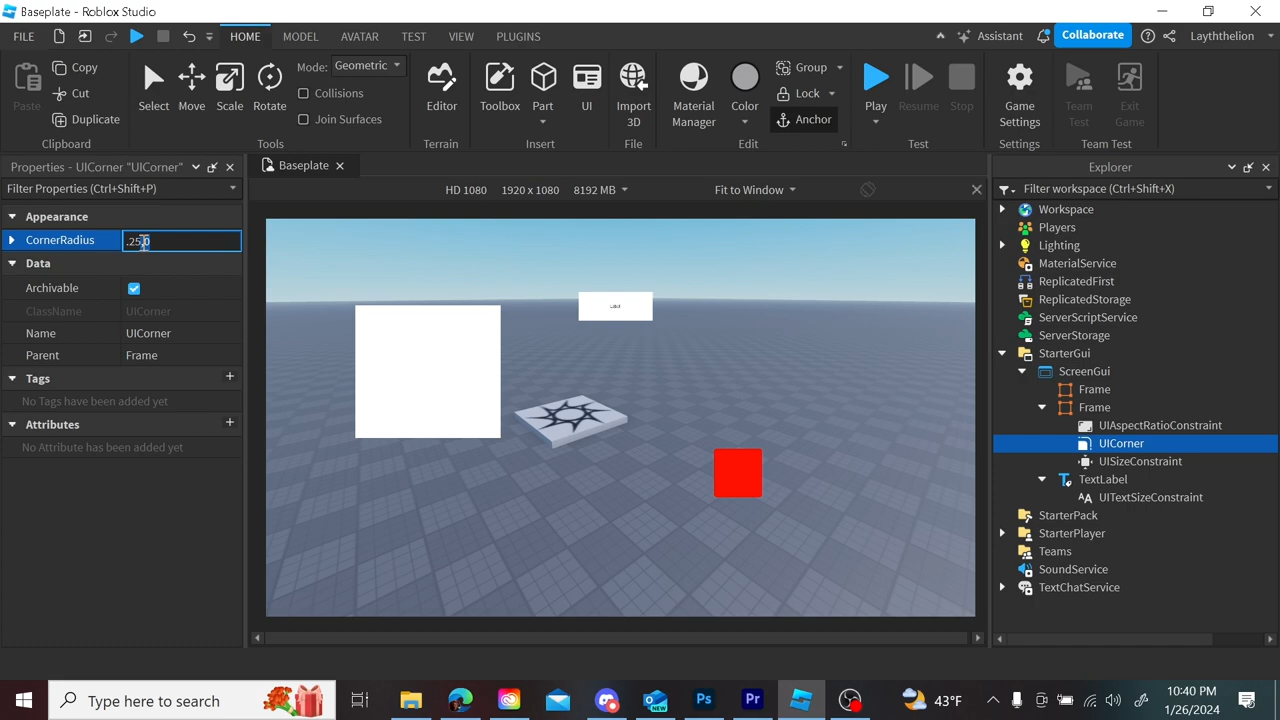 Baseplate - Roblox Studio
FILE
HOME MODEL AVATAR TEST VIEW PLUGINS
Assistant Collaborate Layththelion
Paste
Copy
Cut
Duplicate
Clipboard
Select Move Scale Rotate
Mode: Geometric
Collisions
Join Surfaces
Tools
Editor
Terrain
Toolbox Part UI
Insert
Import
3D
File
Material
Manager
Color
Group
Lock
Anchor
Edit
Play Resume Stop
Test
Game
Settings
Settings
Team
Test
Exit
Game
Team Test
Properties - UICorner "UICorner"
Filter Properties (Ctrl+Shift+P)
Appearance
CornerRadius
Data
Archivable
ClassName UICorner
Name UICorner
Parent Frame
Tags
No Tags have been added yet
Attributes
No Attribute has been added yet
Baseplate
HD 1080 1920 x 1080 8192 MB Fit to Window
Label
Explorer
Filter workspace (Ctrl+Shift+X)
Workspace
Players
Lighting
MaterialService
ReplicatedFirst
ReplicatedStorage
ServerScriptService
ServerStorage
StarterGui
ScreenGui
Frame
Frame
UIAspectRatioConstraint
UICorner
UISizeConstraint
TextLabel
AA UITextSizeConstraint
StarterPack
StarterPlayer
Teams
SoundService
TextChatService
Type here to search
NEW
Ps
Pr
43°F
10:40 PM
1/26/2024